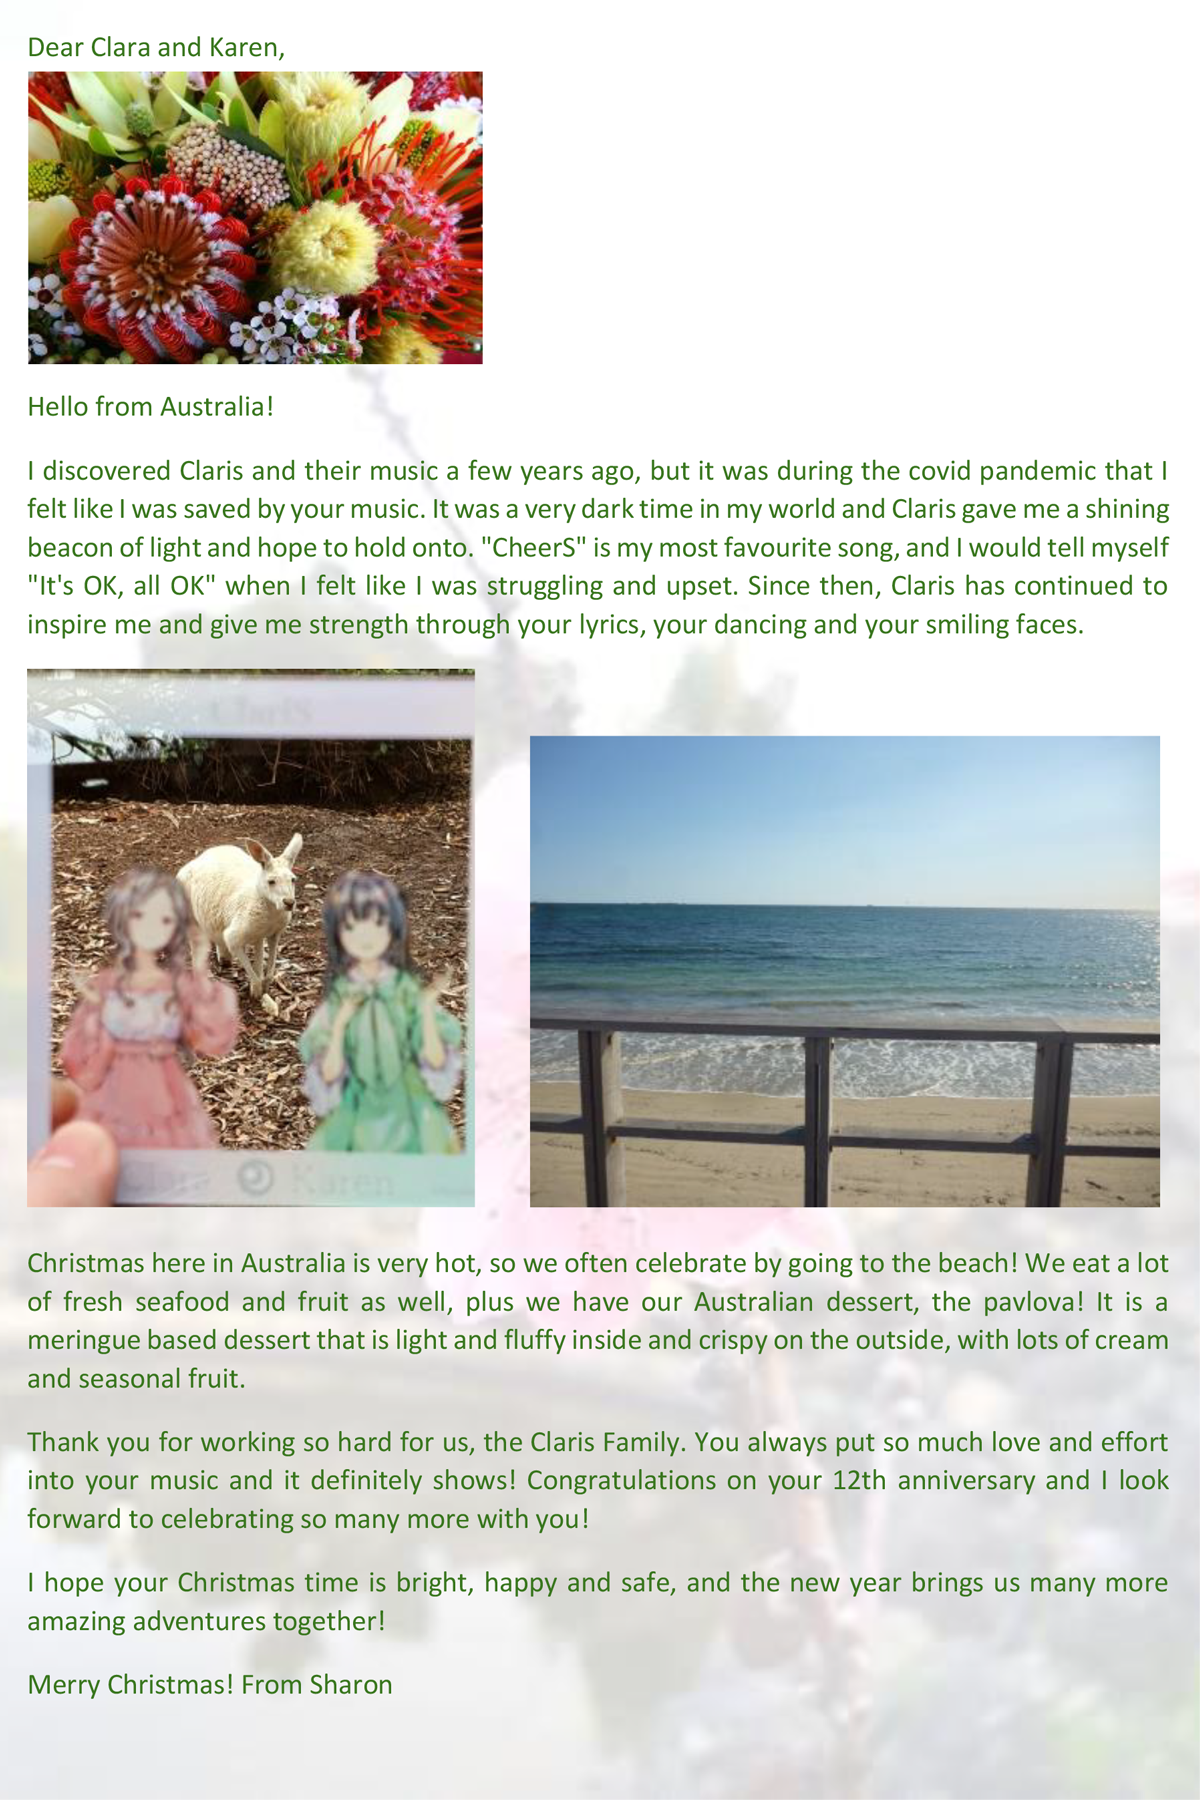 Dear Clara and Karen,
Hello from Australia!
I discovered Claris and their music a few years ago, but it was during the covid pandemic that I
felt like I was saved by your music. It was a very dark time in my world and Claris gave me a shining
beacon of light and hope to hold onto. "CheerS" is my most favourite song, and I would tell myself
"It's OK, all OK" when I felt like I was struggling and upset. Since then, Claris has continued to
inspire me and give me strength through your lyrics, your dancing and your smiling faces.
ClariS
Clara Karen
Christmas here in Australia is very hot, so we often celebrate by going to the beach! We eat a lot
of fresh seafood and fruit as well, plus we have our Australian dessert, the pavlova! It is a
meringue based dessert that is light and fluffy inside and crispy on the outside, with lots of cream
and seasonal fruit.
Thank you for working so hard for us, the Claris Family. You always put so much love and effort
into your music and it definitely shows! Congratulations on your 12th anniversary and I look
forward to celebrating so many more with you!
I hope your Christmas time is bright, happy and safe, and the new year brings us many more
amazing adventures together!
Merry Christmas! From Sharon